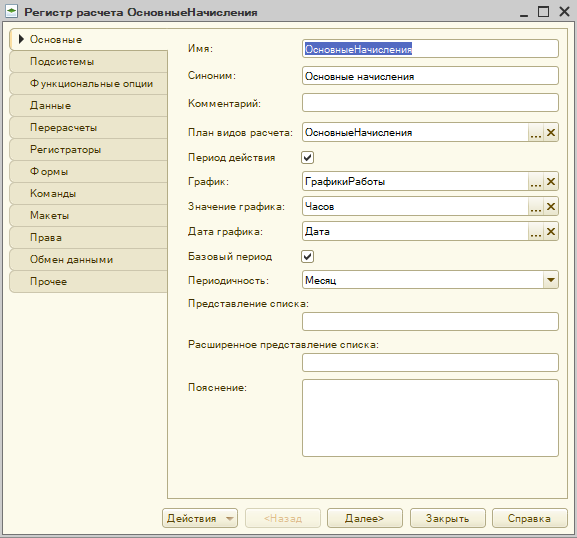 Регистр расчета ОсновныеНачисления
Основные
Подсистемы
Функциональные опции
Данные
Перерасчеты
Регистраторы
Формы
Команды
Макеты
Права
Обмен данными
Прочее
Имя: ОсновныеНачисления
Синоним: Основные начисления
Комментарий:
План видов расчета: ОсновныеНачисления ...
Период действия
График: ГрафикиРаботы ...
Значение графика: Часов ...
Дата графика: Дата ...
Базовый период
Периодичность: Месяц
Представление списка:
Расширенное представление списка:
Пояснение:
Действия <Назад Далее> Закрыть Справка